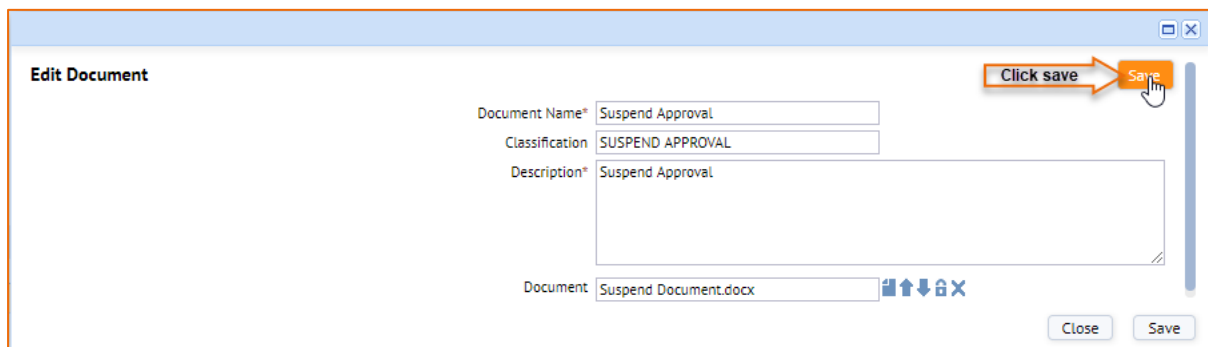 Edit Document
Click save
Save
Document Name* Suspend Approval
Classification SUSPEND APPROVAL
Description* Suspend Approval
Document Suspend Document.docx
Close Save